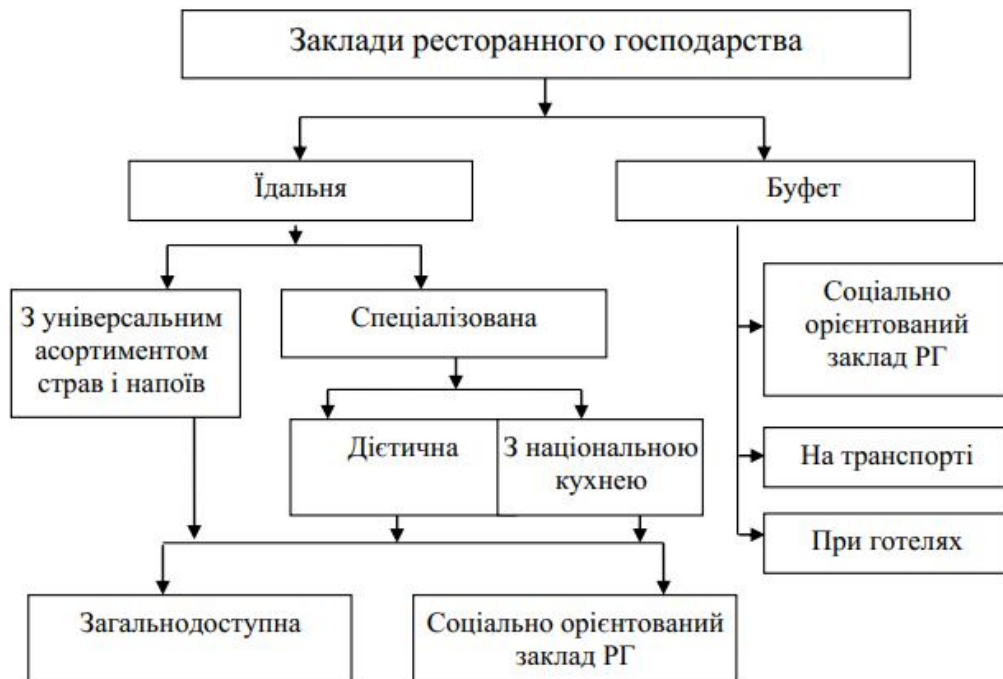 Заклади ресторанного господарства
Їдальня
Буфет
З універсальним
асортиментом
страв і напоїв
Спеціалізована
Соціально
орієнтований
заклад РГ
Дієтична
З національною
кухнею
На транспорті
При готелях
Загальнодоступна
Соціально орієнтований
заклад РГ